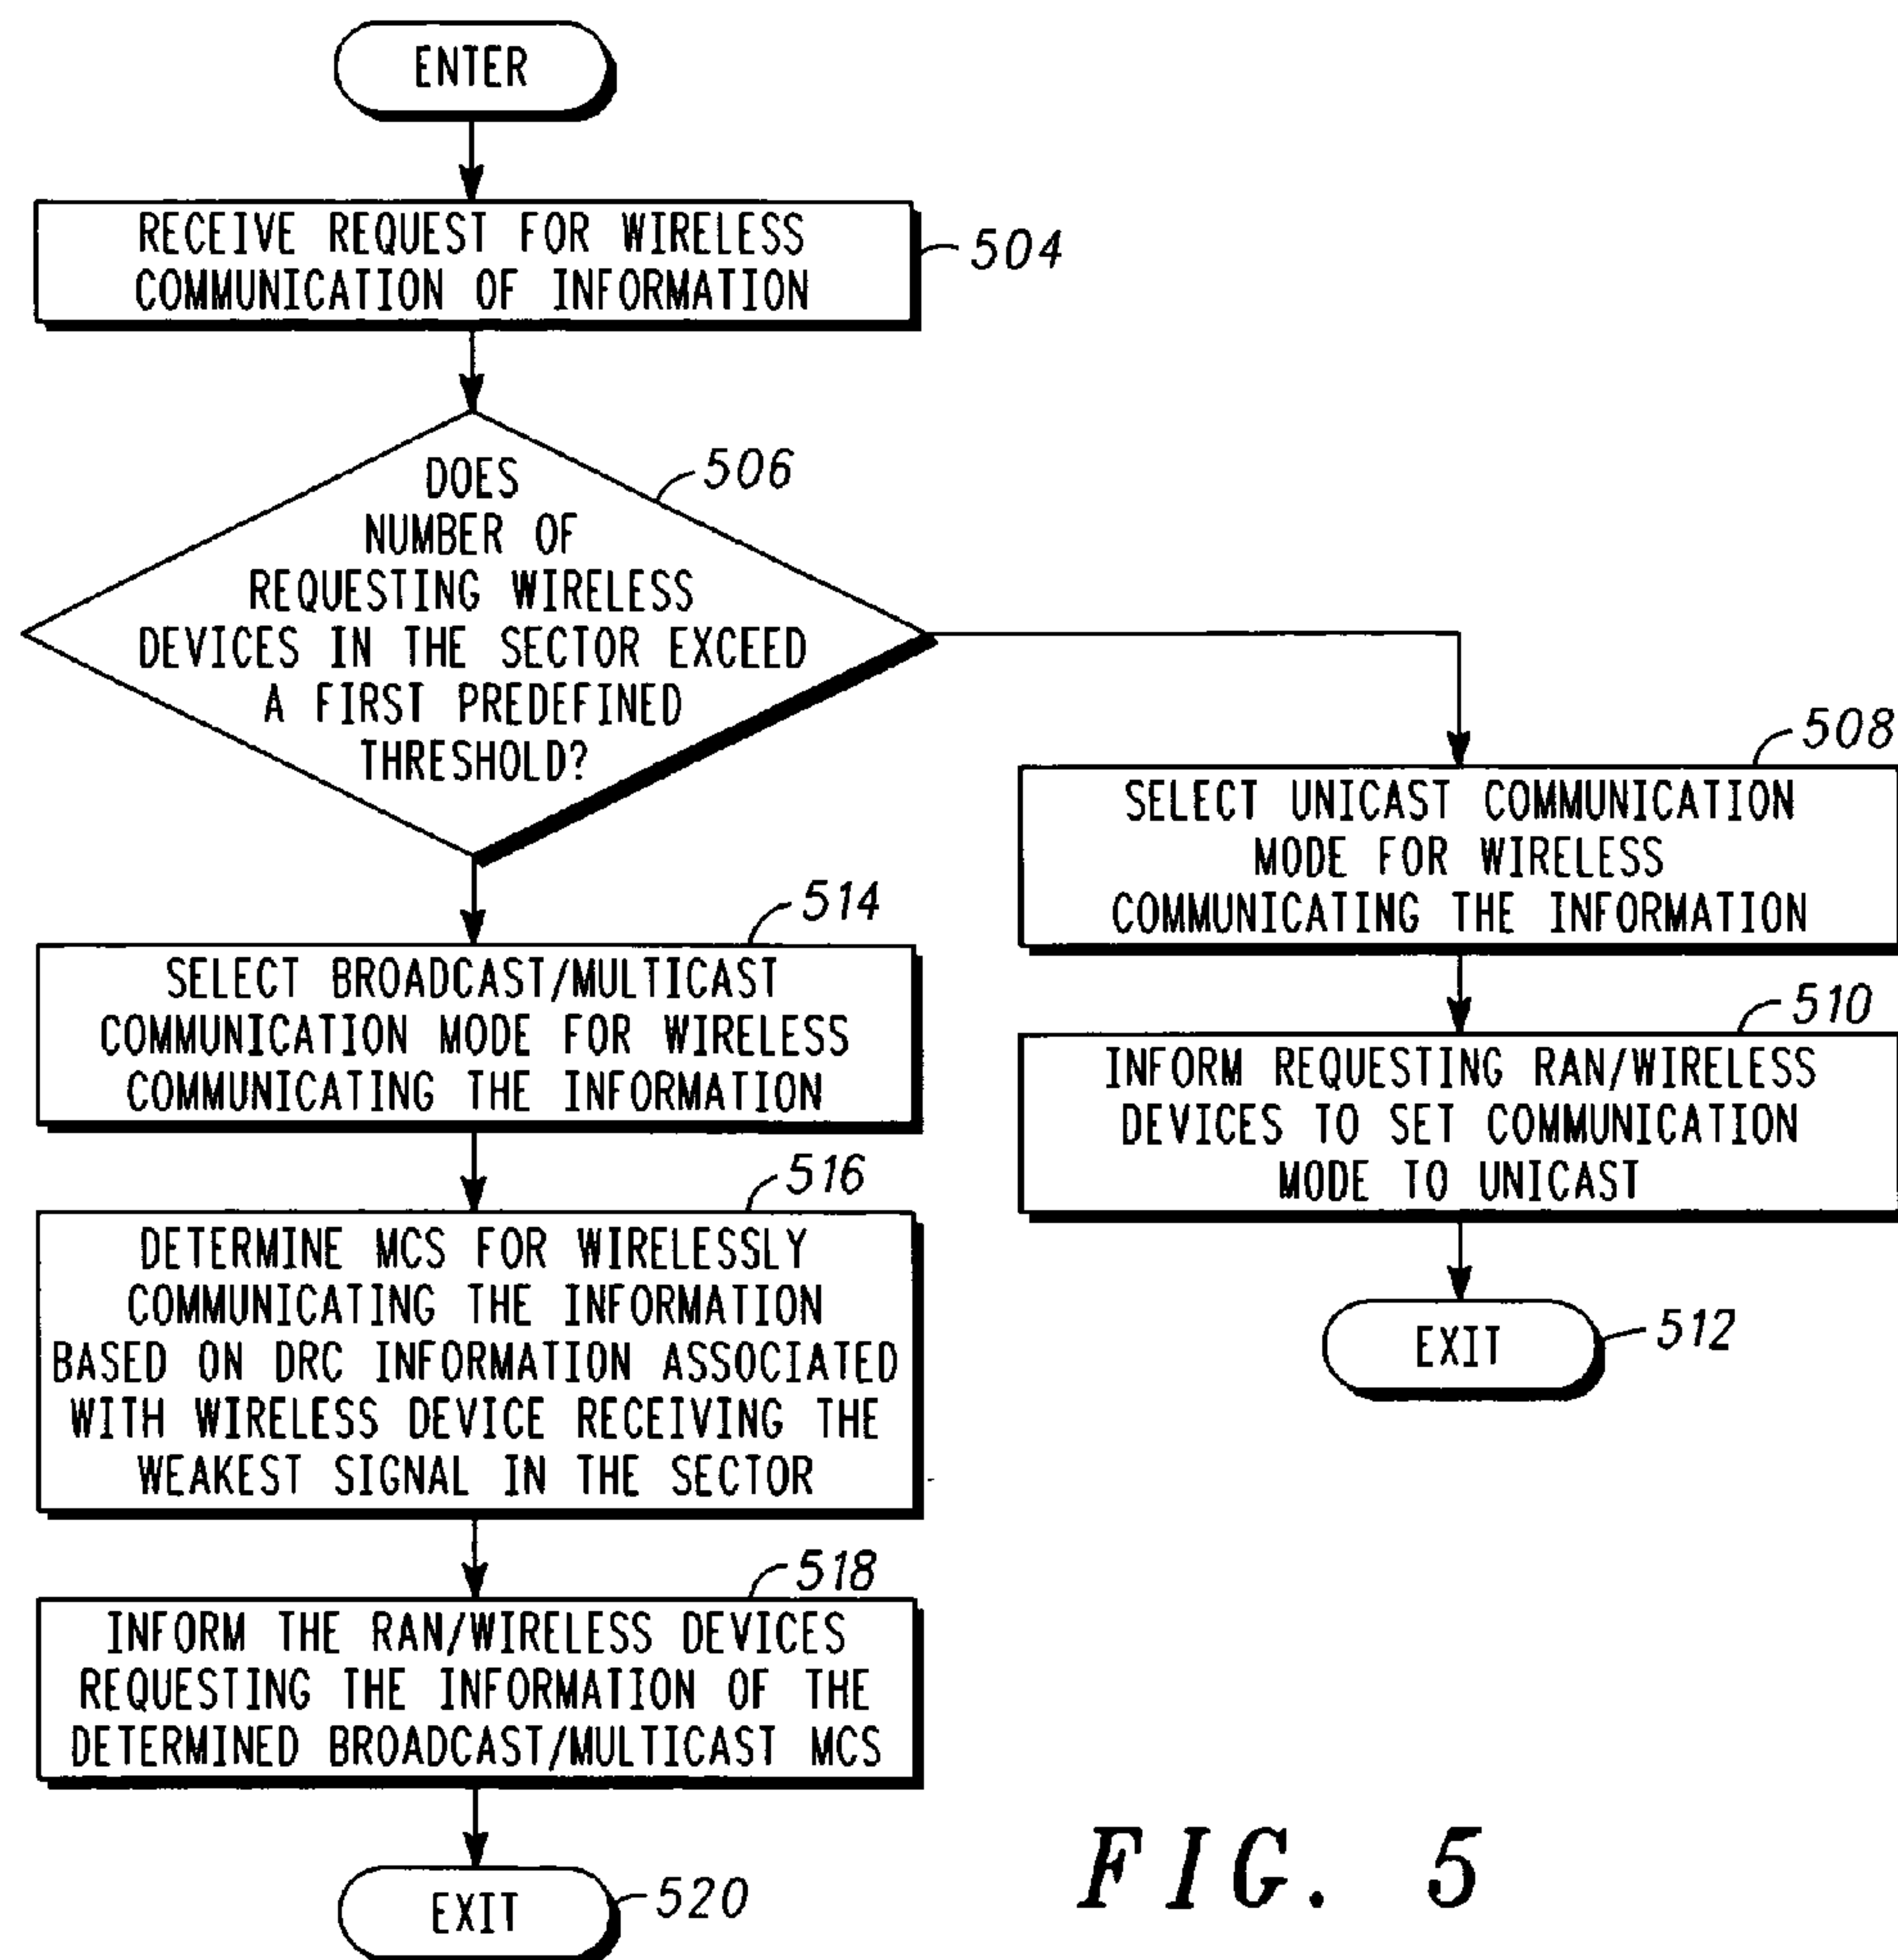 ENTER
RECEIVE REQUEST FOR WIRELESS
COMMUNICATION OF INFORMATION
504
DOES
NUMBER OF
REQUESTING WIRELESS
DEVICES IN THE SECTOR EXCEED
A FIRST PREDEFINED
THRESHOLD?
506
SELECT UNICAST COMMUNICATION
MODE FOR WIRELESS
COMMUNICATING THE INFORMATION
508
INFORM REQUESTING RAN/WIRELESS
DEVICES TO SET COMMUNICATION
MODE TO UNICAST
510
EXIT
512
SELECT BROADCAST/MULTICAST
COMMUNICATION MODE FOR WIRELESS
COMMUNICATING THE INFORMATION
514
DETERMINE MCS FOR WIRELESSLY
COMMUNICATING THE INFORMATION
BASED ON DRC INFORMATION ASSOCIATED
WITH WIRELESS DEVICE RECEIVING THE
WEAKEST SIGNAL IN THE SECTOR
516
INFORM THE RAN/WIRELESS DEVICES
REQUESTING THE INFORMATION OF THE
DETERMINED BROADCAST/MULTICAST MCS
518
EXIT
520
FIG. 5